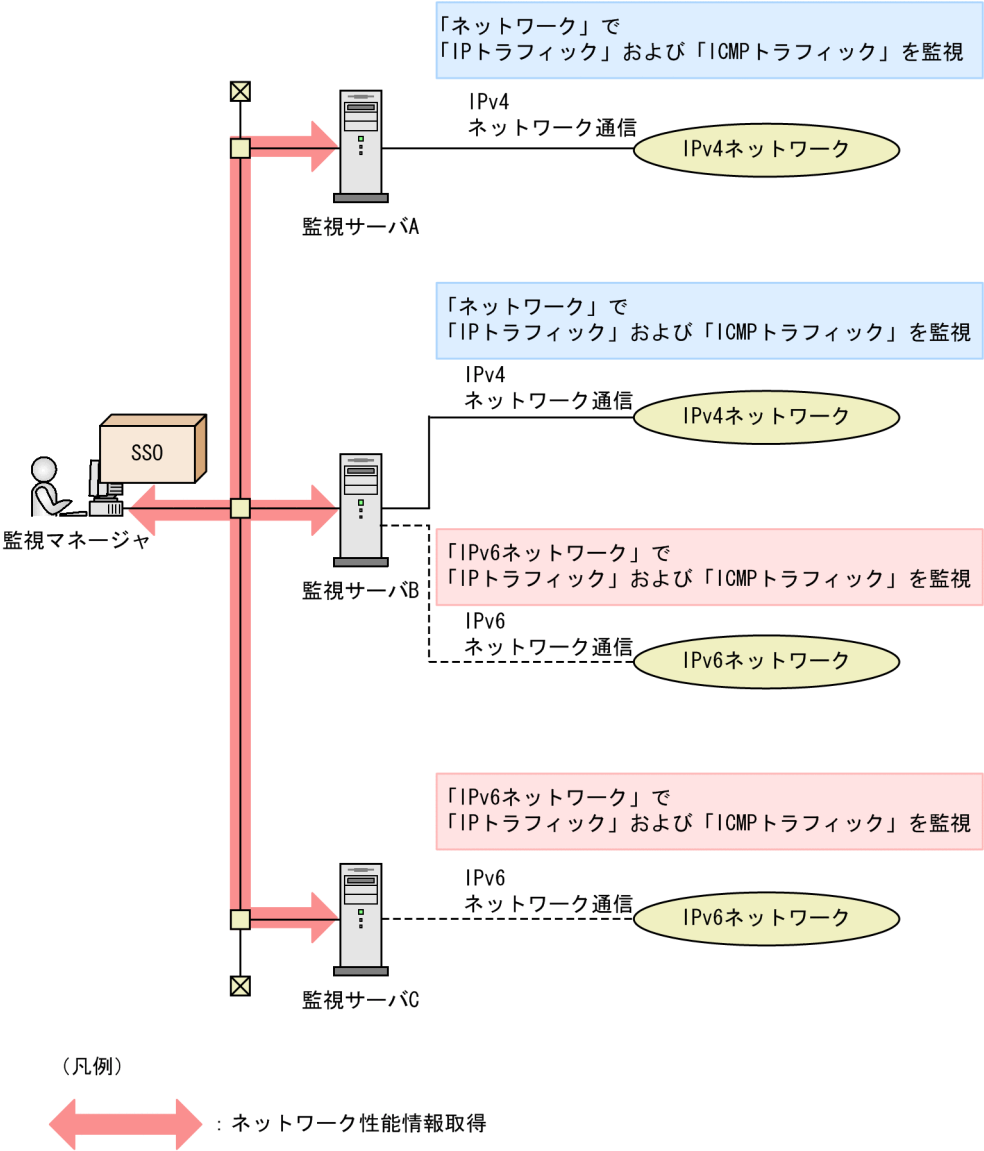 「ネットワーク」で
「IPトラフィック」および「ICMPトラフィック」を監視
IPv4
ネットワーク通信
IPv4ネットワーク
監視サーバA
「ネットワーク」で
「IPトラフィック」および「ICMPトラフィック」を監視
IPv4
ネットワーク通信
IPv4ネットワーク
SSO
監視マネージャ
監視サーバB
「IPv6ネットワーク」で
「IPトラフィック」および「ICMPトラフィック」を監視
IPv6
ネットワーク通信
IPv6ネットワーク
「IPv6ネットワーク」で
「IPトラフィック」および「ICMPトラフィック」を監視
IPv6
ネットワーク通信
IPv6ネットワーク
監視サーバC
(凡例)
：ネットワーク性能情報取得